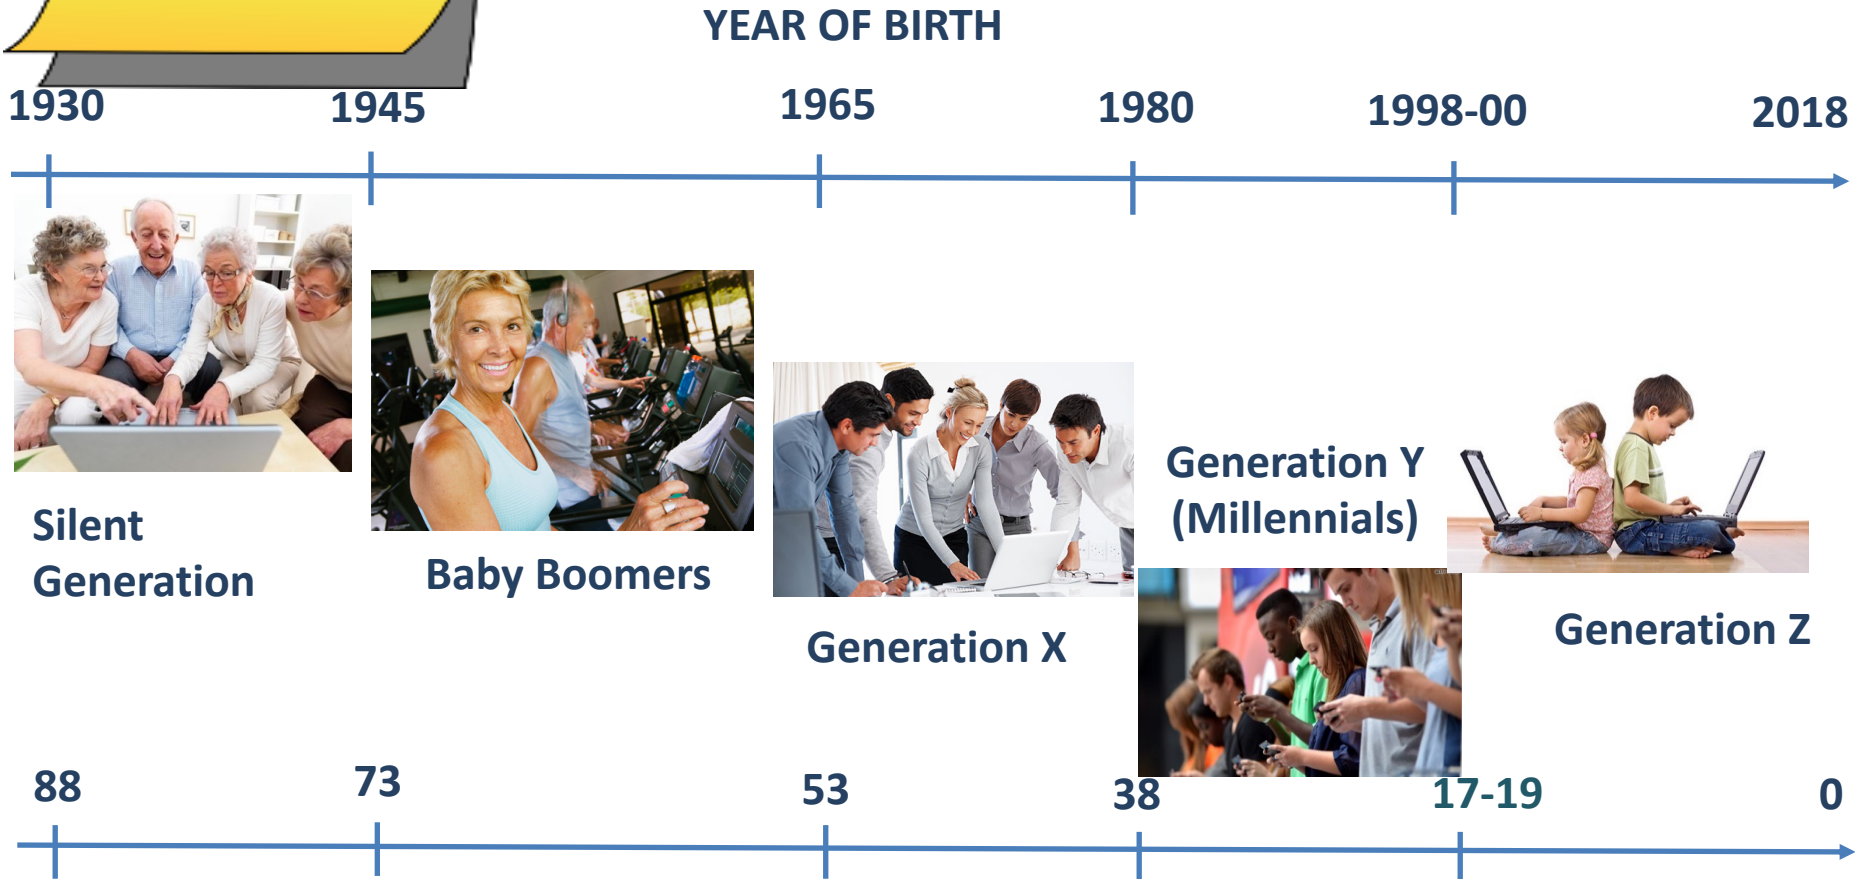 YEAR OF BIRTH
1930
1945
1965
1980
1998-00
2018
Silent
Generation
Baby Boomers
Generation X
Generation Y
(Millennials)
Generation Z
88
73
53
38
17-19
0